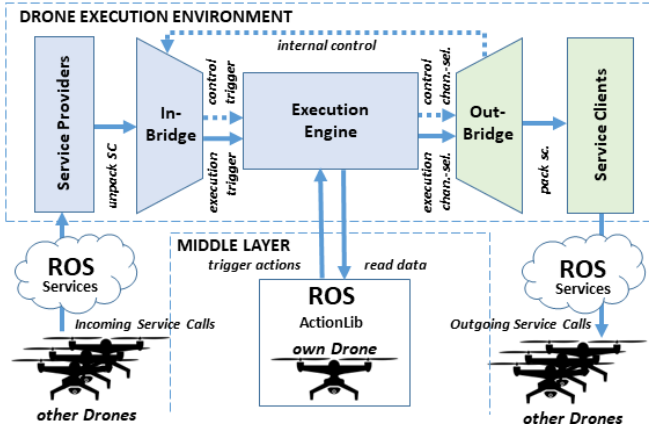 DRONE EXECUTION ENVIRONMENT
internal control
Service Providers
unpack SC
In-
Bridge
control
trigger
execution
trigger
Execution
Engine
control
chan.-sel.
execution
chan.-sel.
Out-
Bridge
pack sc.
Service Clients
ROS
Services
MIDDLE LAYER
trigger actions
read data
ROS
ActionLib
own Drone
ROS
Services
Incoming Service Calls
Outgoing Service Calls
other Drones
other Drones